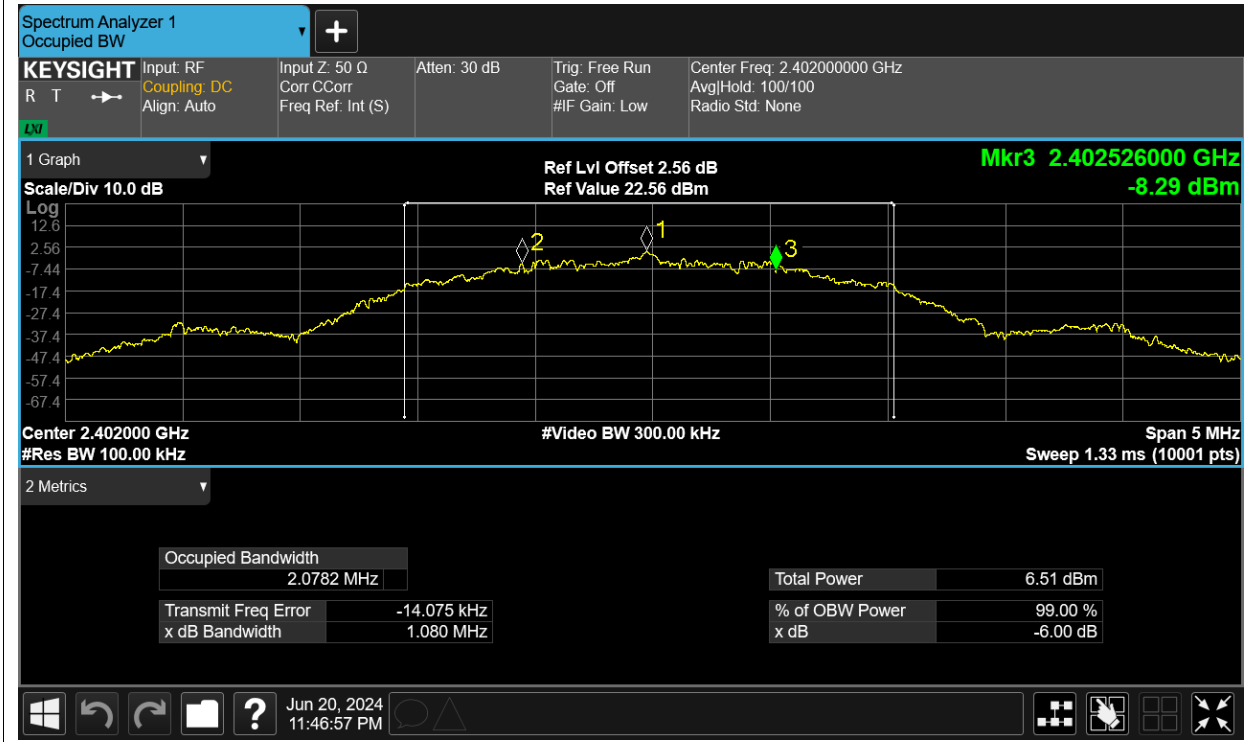 Spectrum Analyzer 1
Occupied BW
KEYSIGHT
R T
LXI
Input: RF
Coupling: DC
Align: Auto
Input Z: 50 Ω
Corr CCorr
Freq Ref: Int (S)
Atten: 30 dB
Trig: Free Run
Gate: Off
#IF Gain: Low
Center Freq: 2.402000000 GHz
Avg|Hold: 100/100
Radio Std: None
1 Graph
Scale/Div 10.0 dB
Ref Lvl Offset 2.56 dB
Ref Value 22.56 dBm
Mkr3 2.402526000 GHz
-8.29 dBm
Log
12.6
2.56
-7.44
-17.4
-27.4
-37.4
-47.4
-57.4
-67.4
2
1
3
Center 2.402000 GHz
#Res BW 100.00 kHz
#Video BW 300.00 kHz
Span 5 MHz
Sweep 1.33 ms (10001 pts)
2 Metrics
Occupied Bandwidth
2.0782 MHz
Transmit Freq Error -14.075 kHz
x dB Bandwidth 1.080 MHz
Total Power 6.51 dBm
% of OBW Power 99.00 %
x dB -6.00 dB
?
Jun 20, 2024
11:46:57 PM